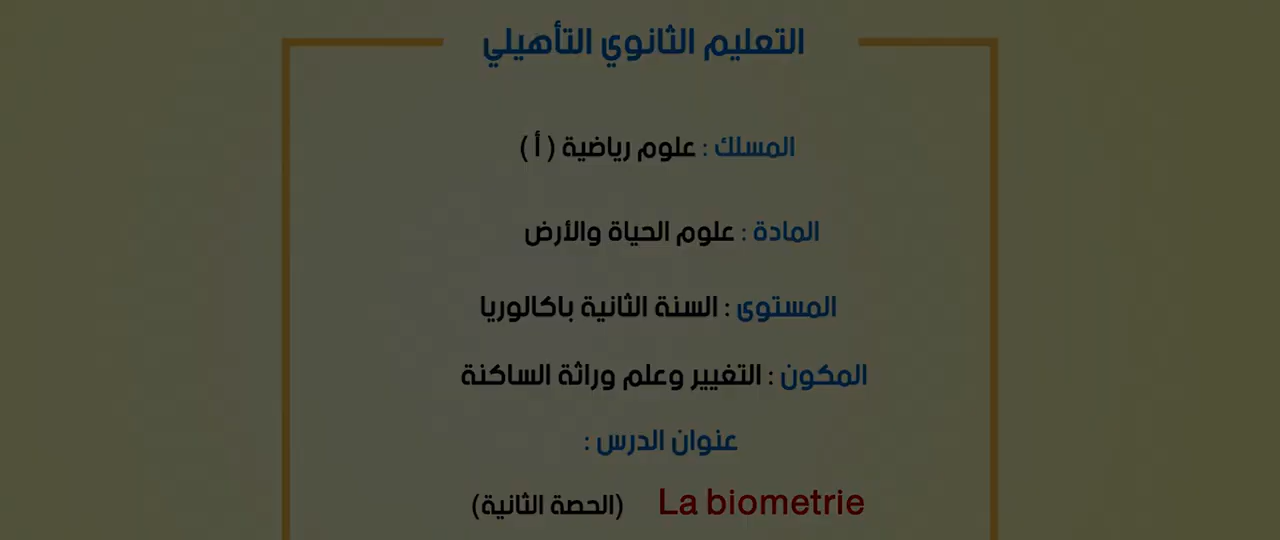 التعليم الثانوي التأهيلي
المسلك : علوم رياضية ( أ )
المادة : علوم الحياة والأرض
المستوى : السنة الثانية باكالوريا
المكون : التغيير وعلم وراثة الساكنة
عنوان الدرس :
La biometrie (الحصة الثانية)